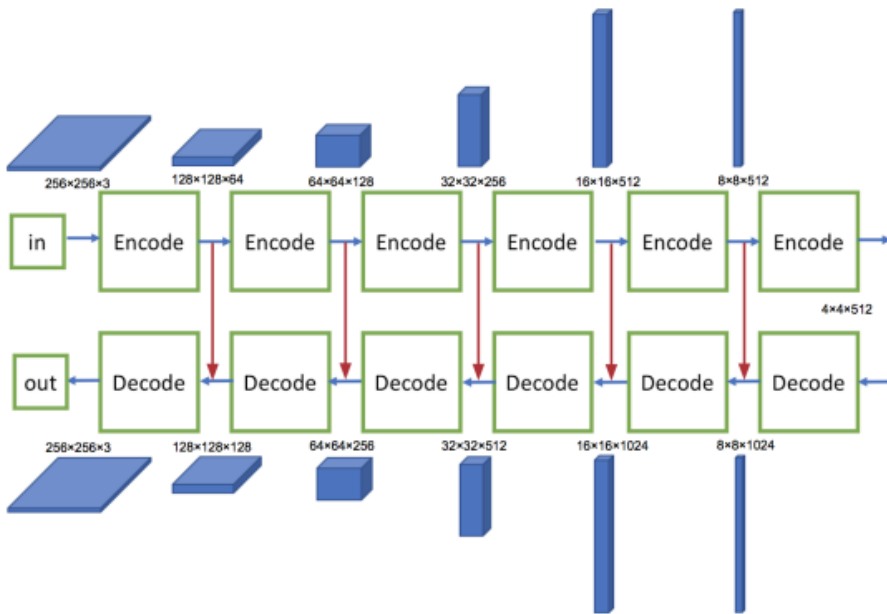 256×256×3 128×128×64 64×64×128 32×32×256 16×16×512 8×8×512
in Encode Encode Encode Encode Encode Encode
4×4×512
out Decode Decode Decode Decode Decode Decode
256×256×3 128×128×128 64×64×256 32×32×512 16×16×1024 8×8×1024